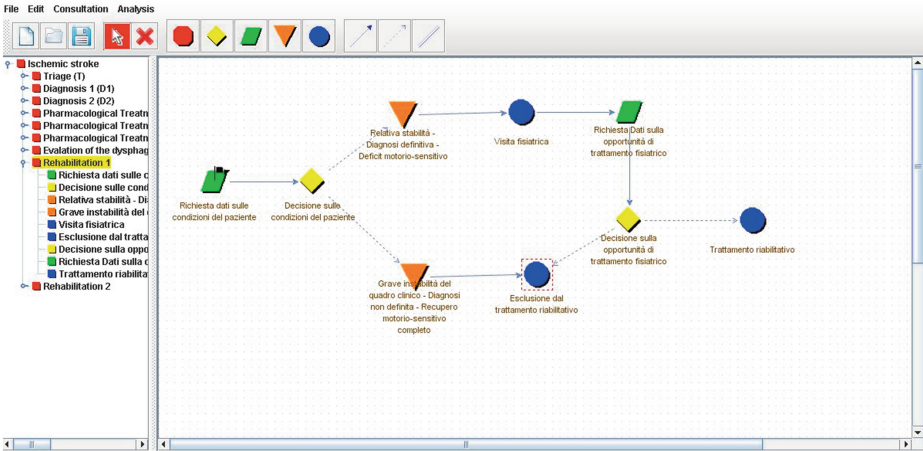 File Edit Consultation Analysis
Ischemic stroke
Triage (T)
Diagnosis 1 (D1)
Diagnosis 2 (D2)
Pharmacological Treatn
Pharmacological Treatn
Pharmacological Treatn
Evalation of the dysphag
Rehabilitation 1
Richiesta dati sulle c
Decisione sulle cond
Relativa stabilità - Di
Grave instabilità del
Visita fisiatrica
Esclusione dal tratta
Decisione sulla oppo
Richiesta Dati sulla o
Trattamento riabilita
Rehabilitation 2
Richiesta dati sulle
condizioni del paziente
Decisione sulle
condizioni del paziente
Relativa stabilità -
Diagnosi definitiva -
Deficit motorio-sensitivo
Visita fisiatrica
Richiesta Dati sulla
opportunità di
trattamento fisiatrico
Decisione sulla
opportunità di
trattamento fisiatrico
Trattamento riabilitativo
Grave instabilità del
quadro clinico - Diagnosi
non definita - Recupero
motorio-sensitivo
completo
Esclusione dal
trattamento riabilitativo